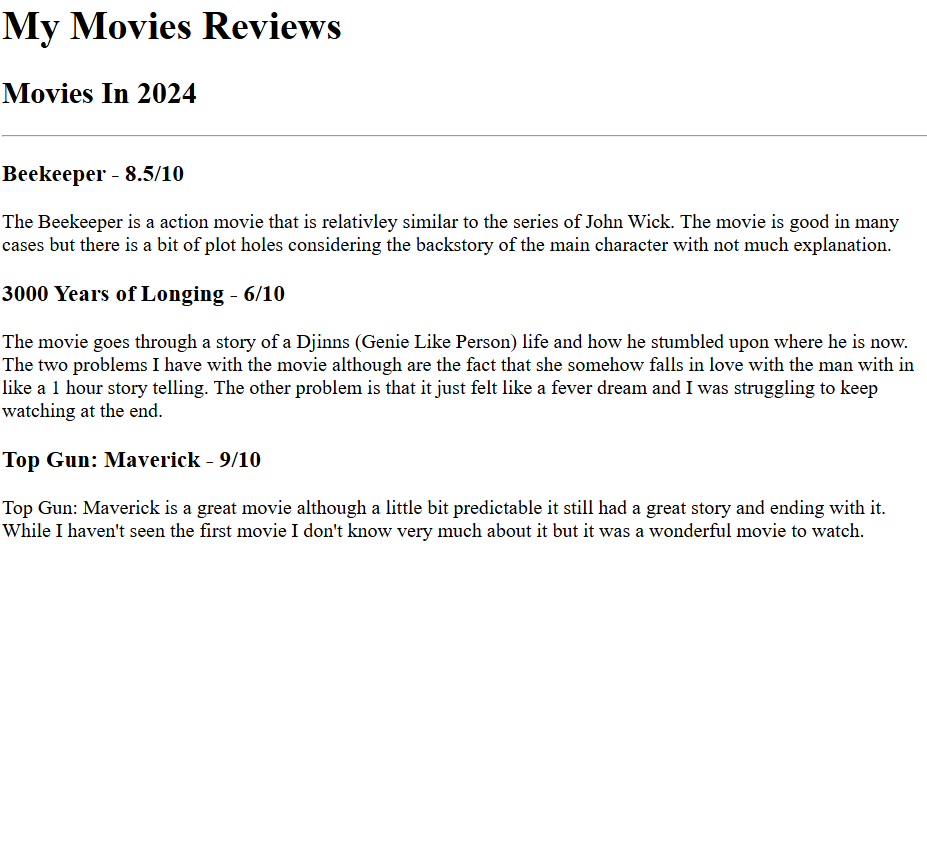 My Movies Reviews
Movies In 2024
Beekeeper - 8.5/10
The Beekeeper is a action movie that is relativley similar to the series of John Wick. The movie is good in many
cases but there is a bit of plot holes considering the backstory of the main character with not much explanation.
3000 Years of Longing - 6/10
The movie goes through a story of a Djinns (Genie Like Person) life and how he stumbled upon where he is now.
The two problems I have with the movie although are the fact that she somehow falls in love with the man with in
like a 1 hour story telling. The other problem is that it just felt like a fever dream and I was struggling to keep
watching at the end.
Top Gun: Maverick - 9/10
Top Gun: Maverick is a great movie although a little bit predictable it still had a great story and ending with it.
While I haven't seen the first movie I don't know very much about it but it was a wonderful movie to watch.